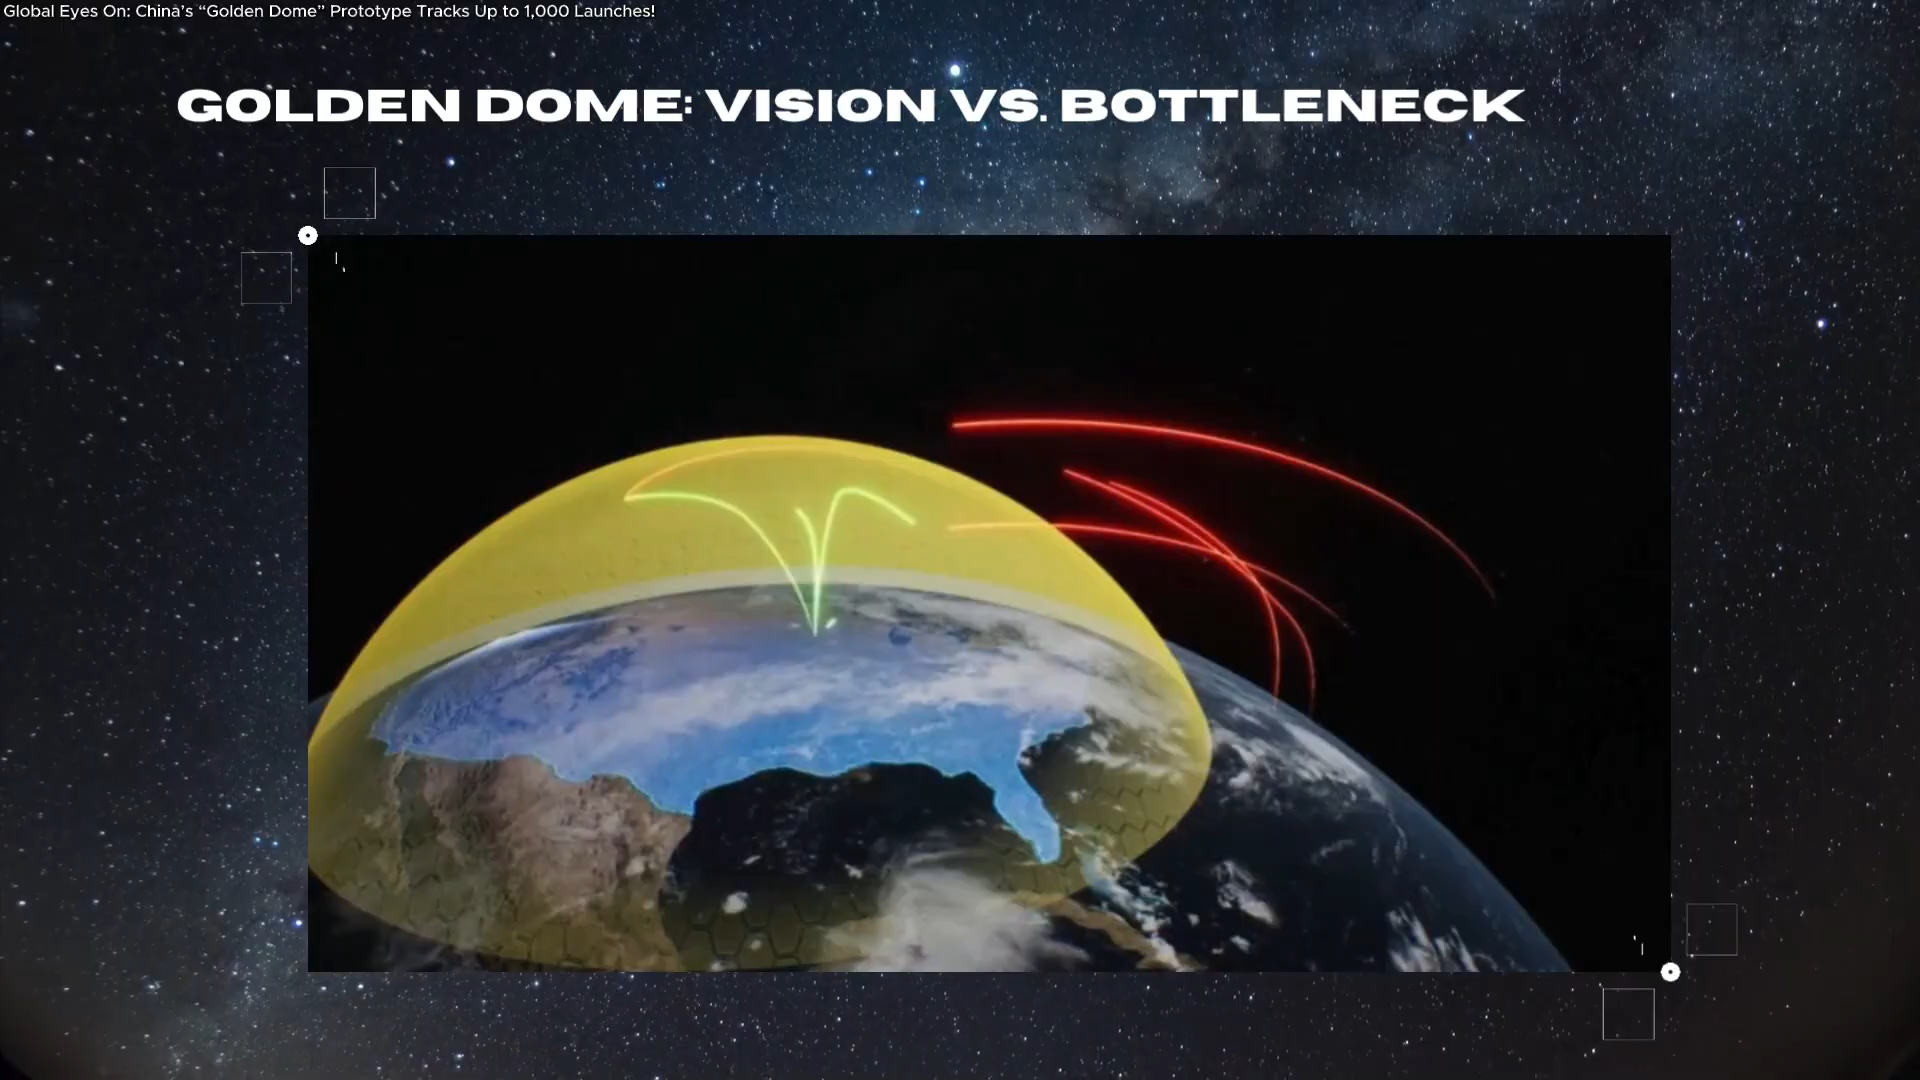 Global Eyes On: China’s “Golden Dome” Prototype Tracks Up to 1,000 Launches!
GOLDEN DOME: VISION VS. BOTTLENECK